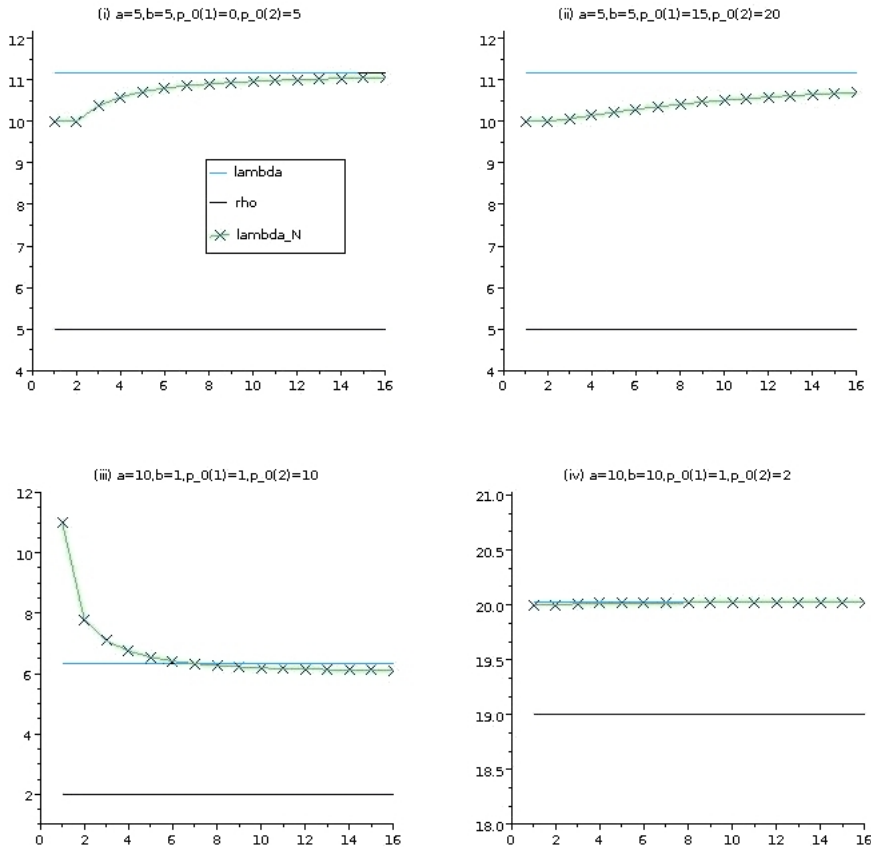 (i) a=5,b=5,p_0(1)=0,p_0(2)=5
12
11
10
9
8
7
6
5
4
0 2 4 6 8 10 12 14 16
lambda
rho
lambda_N
(ii) a=5,b=5,p_0(1)=15,p_0(2)=20
12
11
10
9
8
7
6
5
4
0 2 4 6 8 10 12 14 16
(iii) a=10,b=1,p_0(1)=1,p_0(2)=10
12
10
8
6
4
2
0 2 4 6 8 10 12 14 16
(iv) a=10,b=10,p_0(1)=1,p_0(2)=2
21.0
20.5
20.0
19.5
19.0
18.5
18.0
0 2 4 6 8 10 12 14 16